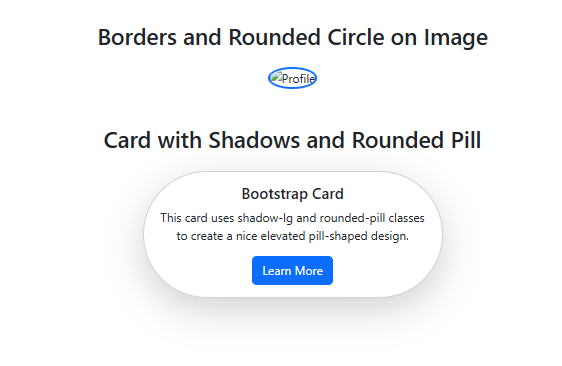 Borders and Rounded Circle on Image
Profile
Card with Shadows and Rounded Pill
Bootstrap Card
This card uses shadow-lg and rounded-pill classes
to create a nice elevated pill-shaped design.
Learn More